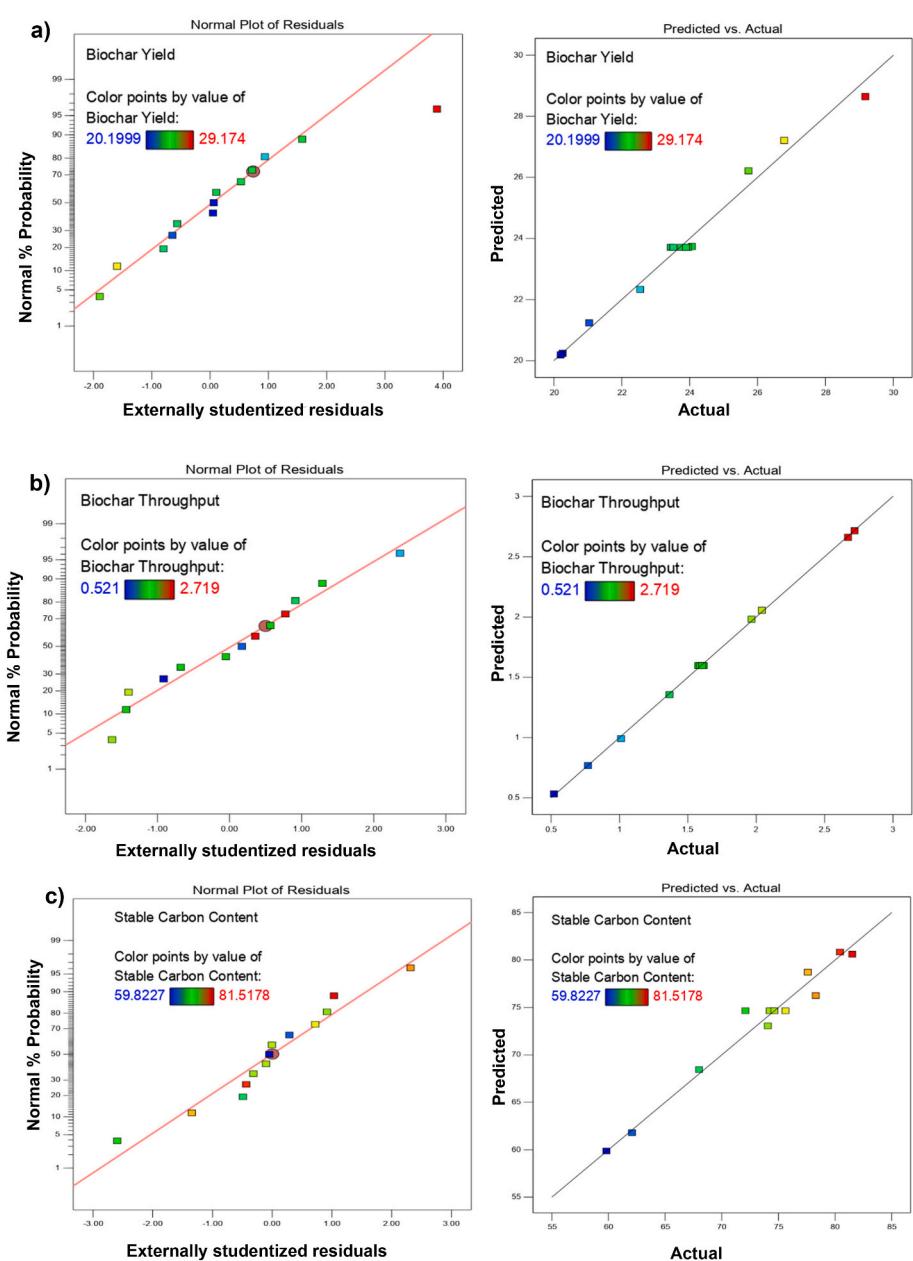 a)
Normal Plot of Residuals
Biochar Yield
Color points by value of
Biochar Yield:
20.1999 29.174
Normal % Probability
99
95
90
80
70
50
30
20
10
5
1
-2.00 -1.00 0.00 1.00 2.00 3.00 4.00
Externally studentized residuals
Predicted vs. Actual
Biochar Yield
Color points by value of
Biochar Yield:
20.1999 29.174
Predicted
30
28
26
24
22
20
20 22 24 26 28 30
Actual
b)
Normal Plot of Residuals
Biochar Throughput
Color points by value of
Biochar Throughput:
0.521 2.719
Normal % Probability
99
95
90
80
70
50
30
20
10
5
1
-2.00 -1.00 0.00 1.00 2.00 3.00
Externally studentized residuals
Predicted vs. Actual
Biochar Throughput
Color points by value of
Biochar Throughput:
0.521 2.719
Predicted
3
2.5
2
1.5
1
0.5
0.5 1 1.5 2 2.5 3
Actual
c)
Normal Plot of Residuals
Stable Carbon Content
Color points by value of
Stable Carbon Content:
59.8227 81.5178
Normal % Probability
99
95
90
80
70
50
30
20
10
5
1
-3.00 -2.00 -1.00 0.00 1.00 2.00 3.00
Externally studentized residuals
Predicted vs. Actual
Stable Carbon Content
Color points by value of
Stable Carbon Content:
59.8227 81.5178
Predicted
85
80
75
70
65
60
55
55 60 65 70 75 80 85
Actual